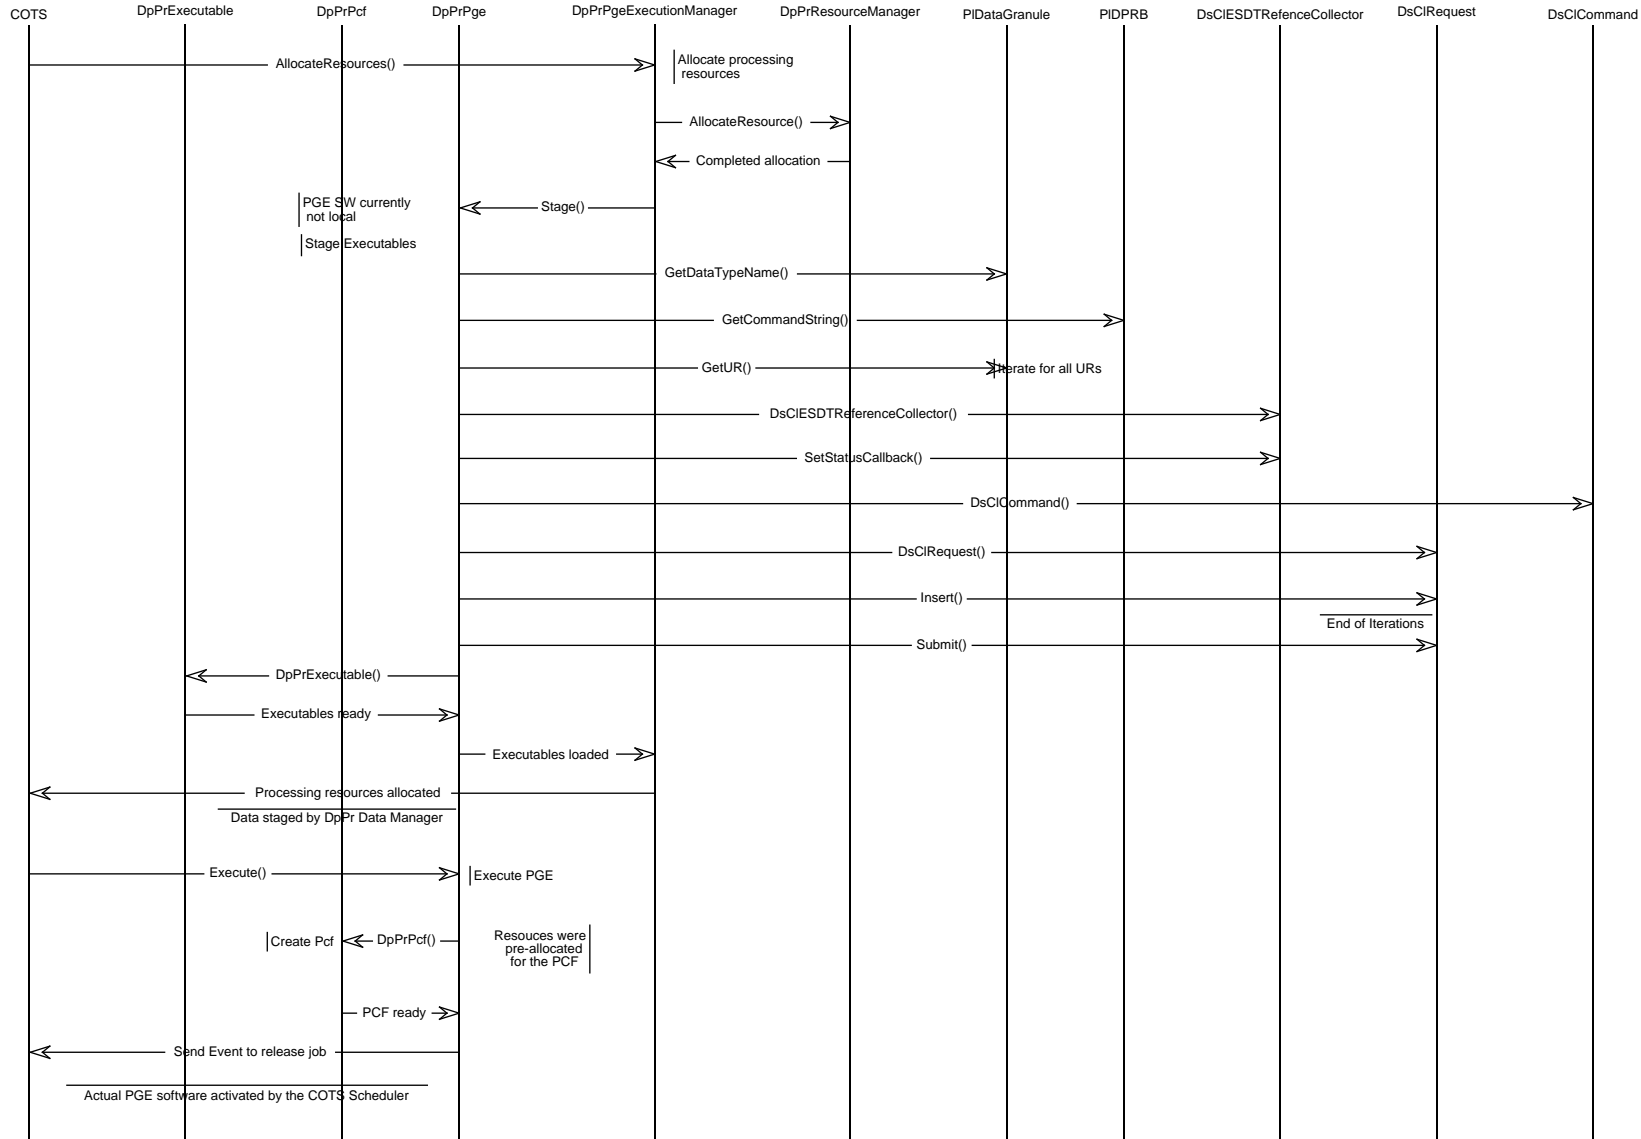 COTS
DpPrExecutable
DpPrPcf
DpPrPge
DpPrPgeExecutionManager
DpPrResourceManager
PlDataGranule
PlDPRB
DsClESDTRefenceCollector
DsClRequest
DsClCommand
AllocateResources()
Allocate processing
resources
AllocateResource()
Completed allocation
PGE SW currently
not local
Stage()
Stage Executables
GetDataTypeName()
GetCommandString()
GetUR()
Iterate for all URs
DsClESDTReferenceCollector()
SetStatusCallback()
DsClCommand()
DsClRequest()
Insert()
End of Iterations
Submit()
DpPrExecutable()
Executables ready
Executables loaded
Processing resources allocated
Data staged by DpPr Data Manager
Execute()
Execute PGE
Create Pcf
DpPrPcf()
Resouces were
pre-allocated
for the PCF
PCF ready
Send Event to release job
Actual PGE software activated by the COTS Scheduler